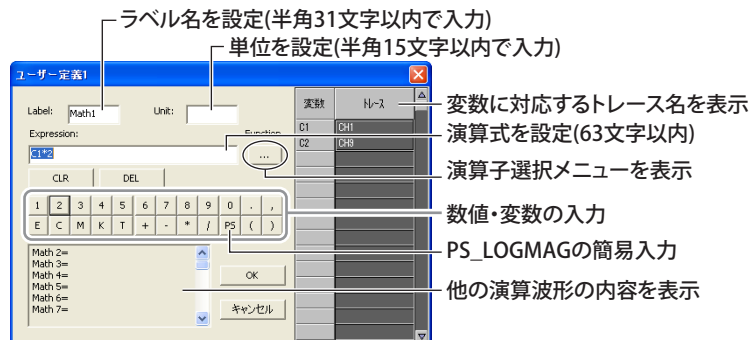 ラベル名を設定(半角31文字以内で入力)
単位を設定(半角15文字以内で入力)
ユーザー定義1
Label: Math1 Unit:
変数 トレース
変数に対応するトレース名を表示
Expression:
C1 CH1
演算式を設定(63文字以内)
C1*2 ...
C2 CH9
演算子選択メニューを表示
CLR DEL
1 2 3 4 5 6 7 8 9 0 . ,
E C M K T + - * / PS ( )
数値・変数の入力
PS_LOGMAGの簡易入力
Math 2=
Math 3=
Math 4=
Math 5=
Math 6=
Math 7=
OK
キャンセル
他の演算波形の内容を表示